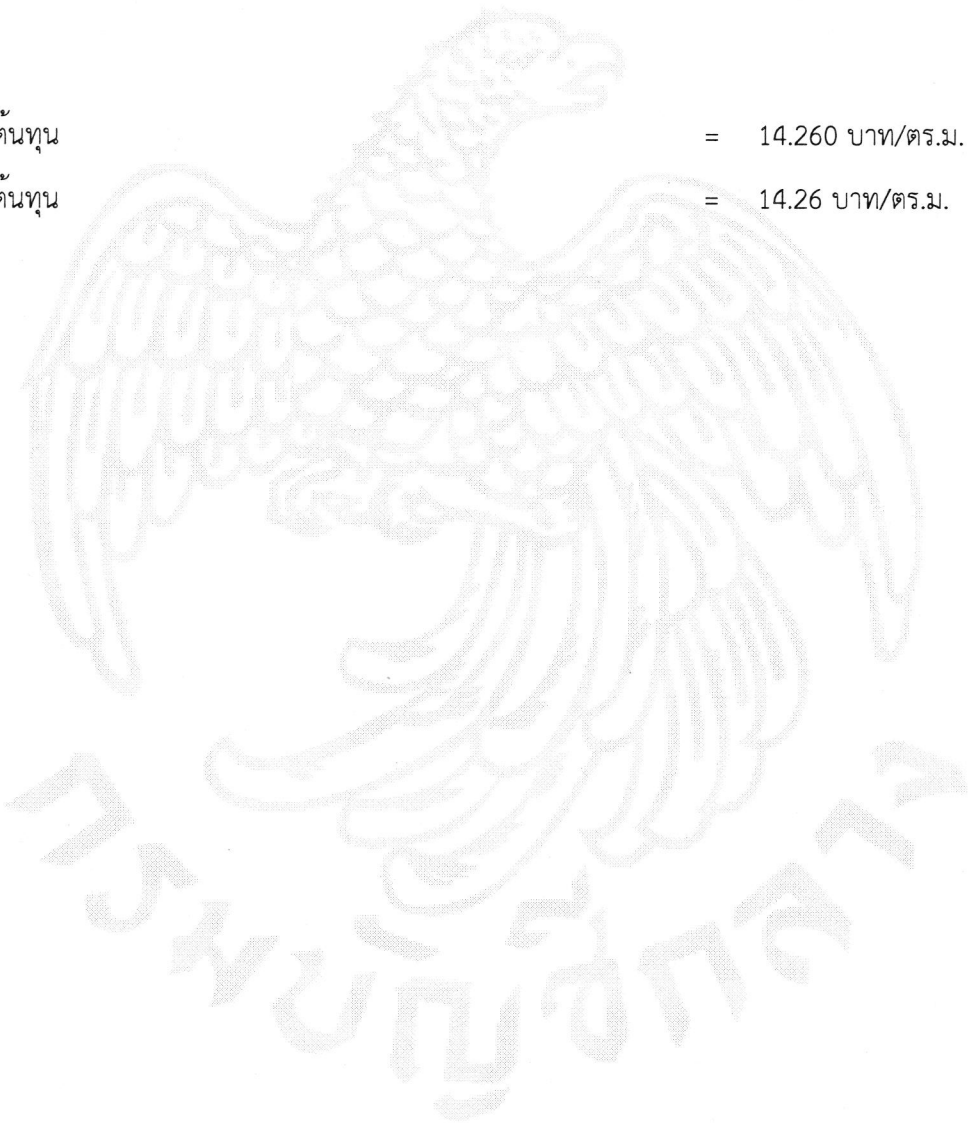 ต้นทุน = 14.260 บาท/ตร.ม.
ต้นทุน = 14.26 บาท/ตร.ม.
กรมบัญชีกลาง